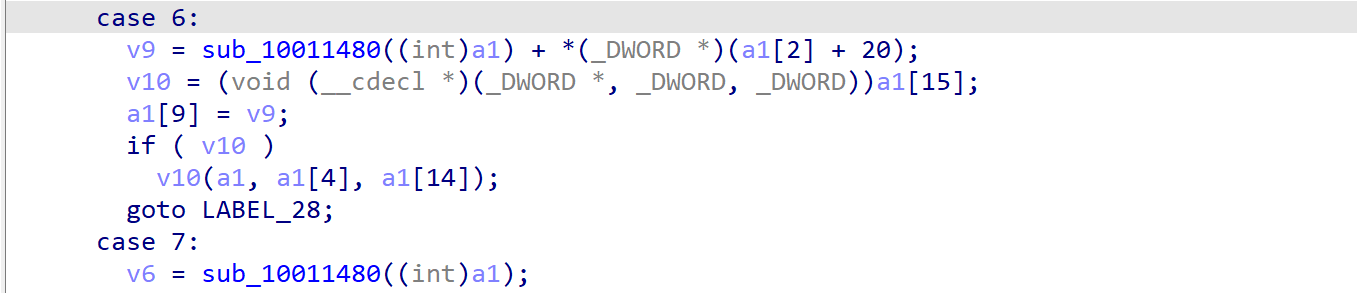 case 6:
v9 = sub_10011480((int)a1) + *(_DWORD *)(a1[2] + 20);
v10 = (void (__cdecl *)(_DWORD *, _DWORD, _DWORD))a1[15];
a1[9] = v9;
if ( v10 )
v10(a1, a1[4], a1[14]);
goto LABEL_28;
case 7:
v6 = sub_10011480((int)a1);